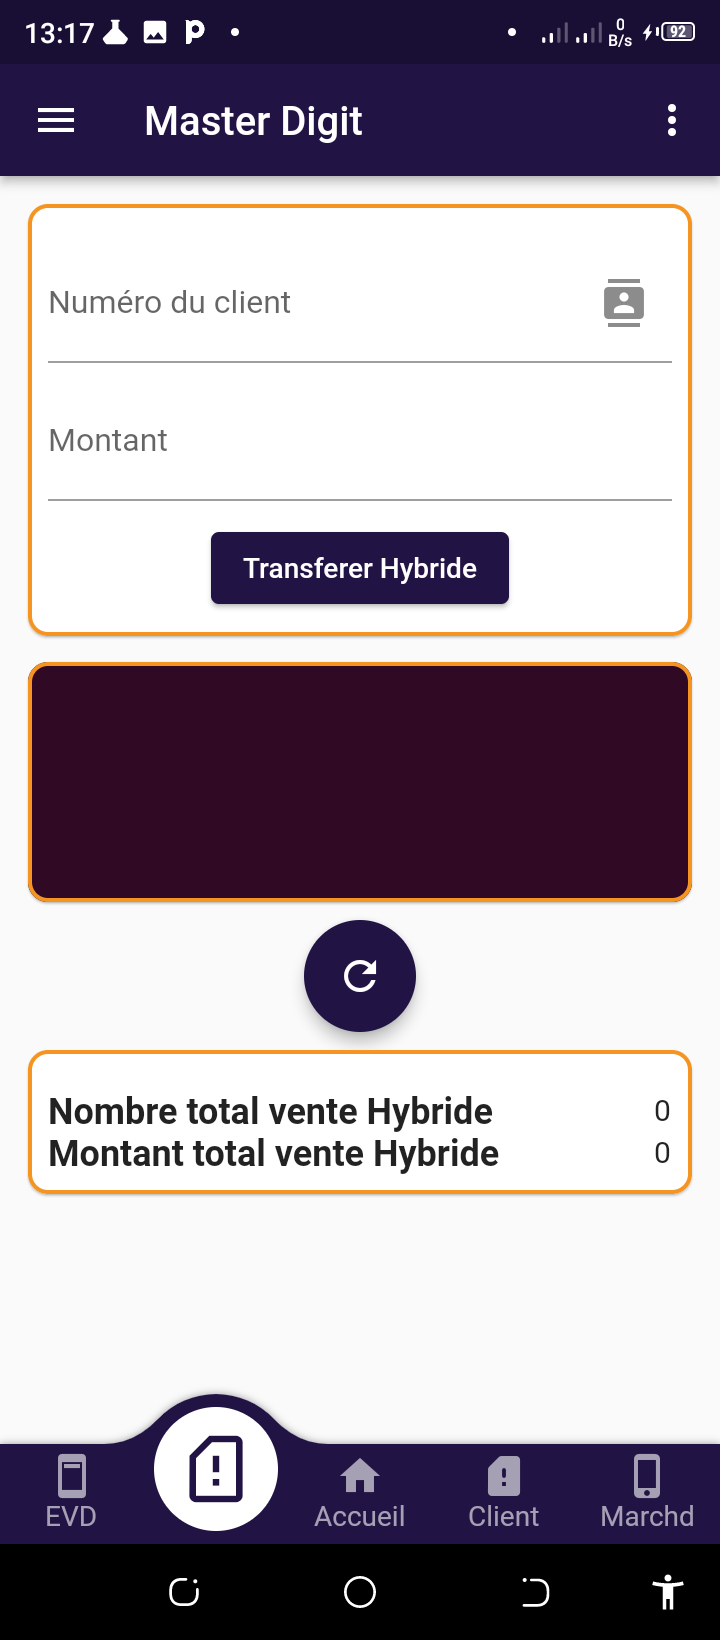 13:17
0
B/s
92
Master Digit
Numéro du client
Montant
Transferer Hybride
Nombre total vente Hybride 0
Montant total vente Hybride 0
EVD
Accueil
Client
Marchd